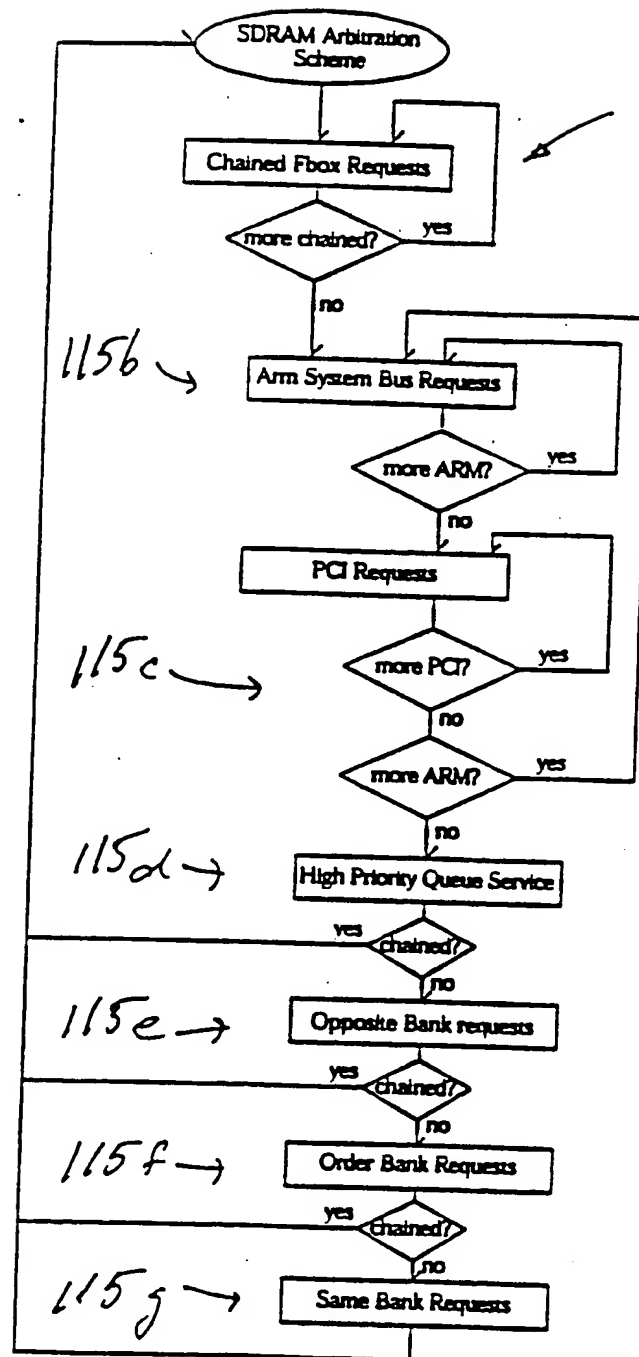 SDRAM Arbitration
Scheme
Chained Fbox Requests
more chained?
yes
no
115b
Arm System Bus Requests
more ARM?
yes
no
PCI Requests
115c
more PCI?
yes
no
more ARM?
yes
no
115d
High Priority Queue Service
yes
chained?
no
115e
Opposite Bank requests
yes
chained?
no
115f
Order Bank Requests
yes
chained?
no
115g
Same Bank Requests